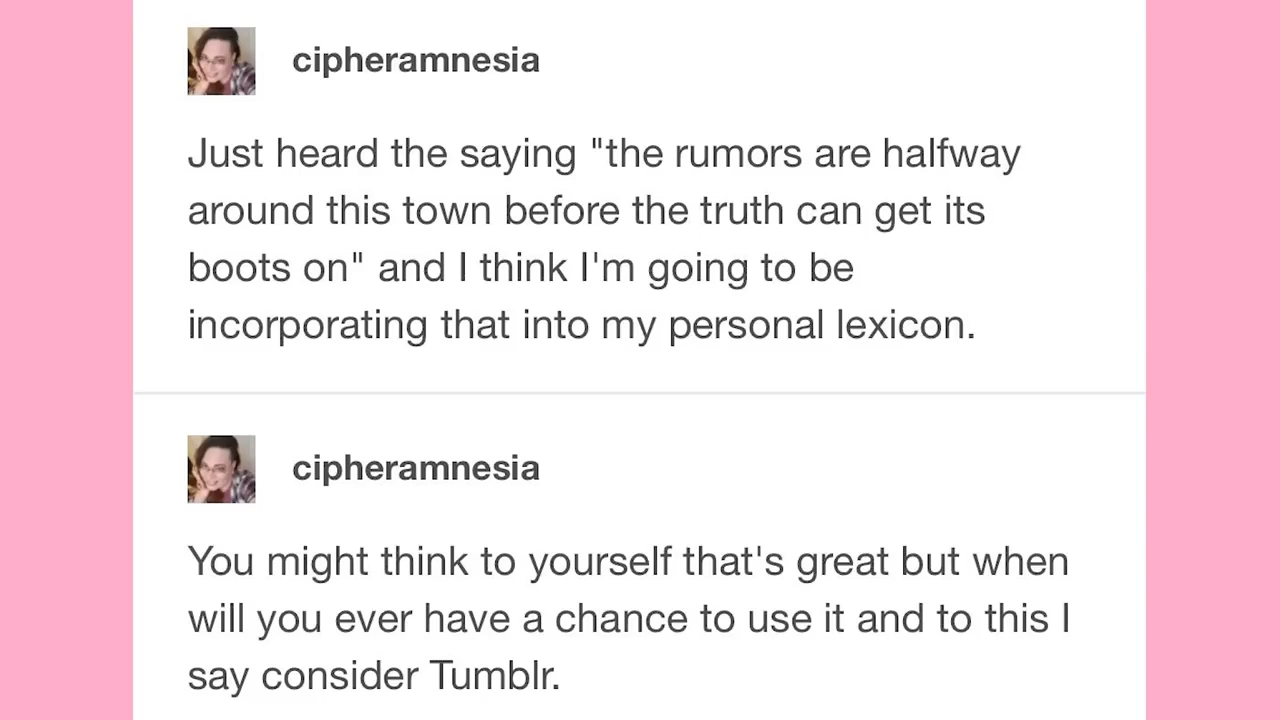 cipheramnesia
Just heard the saying "the rumors are halfway
around this town before the truth can get its
boots on" and I think I'm going to be
incorporating that into my personal lexicon.
cipheramnesia
You might think to yourself that's great but when
will you ever have a chance to use it and to this I
say consider Tumblr.